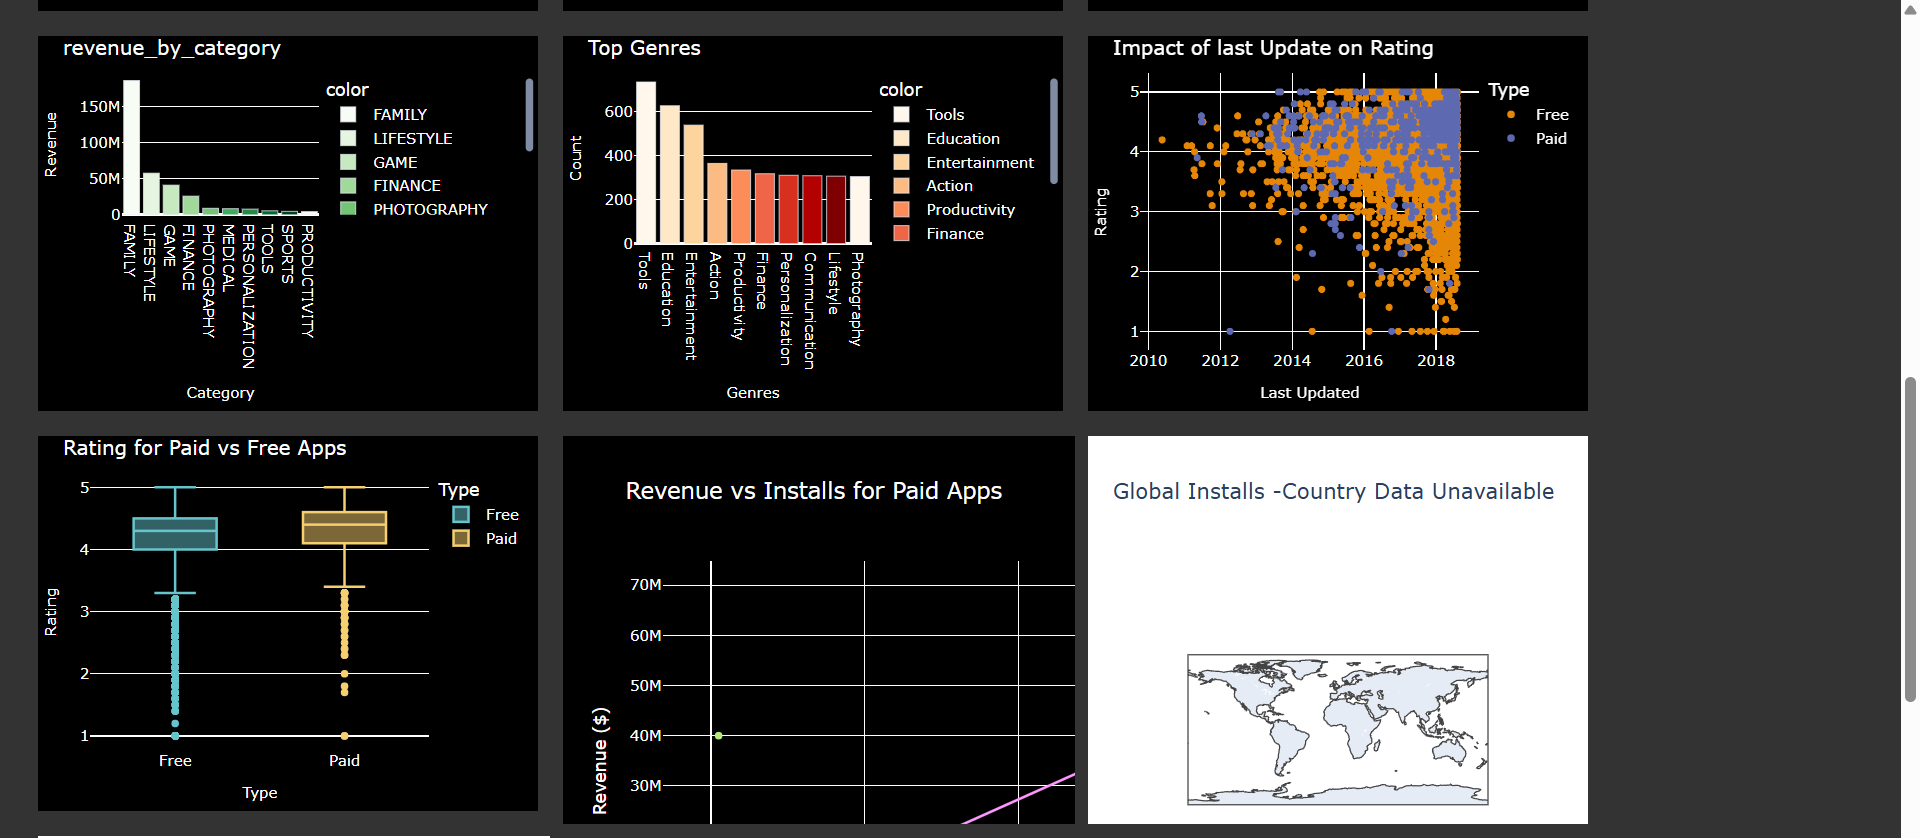 revenue_by_category
Revenue
150M
100M
50M
0
FAMILY
LIFESTYLE
GAME
FINANCE
PHOTOGRAPHY
MEDICAL
PERSONALIZATION
TOOLS
SPORTS
PRODUCTIVITY
Category
color
FAMILY
LIFESTYLE
GAME
FINANCE
PHOTOGRAPHY
Top Genres
Count
600
400
200
0
Tools
Education
Entertainment
Action
Productivity
Finance
Personalization
Communication
Lifestyle
Photography
Genres
color
Tools
Education
Entertainment
Action
Productivity
Finance
Impact of last Update on Rating
Rating
5
4
3
2
1
2010 2012 2014 2016 2018
Last Updated
Type
Free
Paid
Rating for Paid vs Free Apps
Rating
5
4
3
2
1
Free Paid
Type
Type
Free
Paid
Revenue vs Installs for Paid Apps
Revenue ($)
70M
60M
50M
40M
30M
Global Installs -Country Data Unavailable